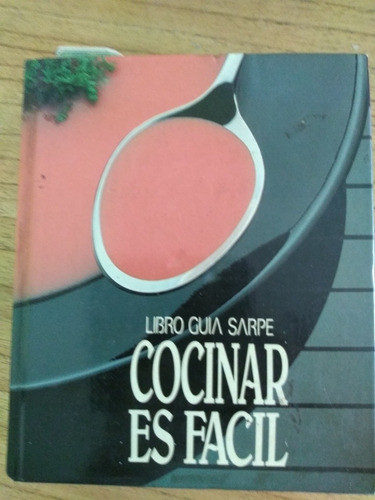 LIBRO GUIA SARPE
COCINAR
ES FACIL